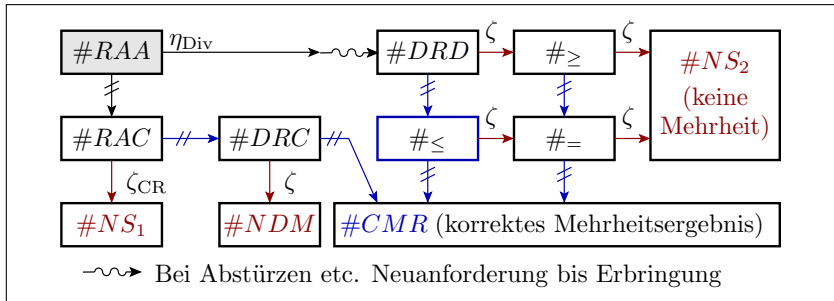 #RAA η_Div #DRD ζ #≥ ζ #NS₂
(keine
Mehrheit)
#RAC #DRC #≤ ζ #= ζ
ζ_CR ζ
#NS₁ #NDM #CMR (korrektes Mehrheitsergebnis)
Bei Abstürzen etc. Neuanforderung bis Erbringung